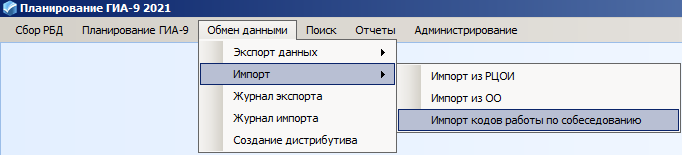 Планирование ГИА-9 2021
Сбор РБД Планирование ГИА-9 Обмен данными Поиск Отчеты Администрирование
Экспорт данных
Импорт
Журнал экспорта
Журнал импорта
Создание дистрибутива
Импорт из РЦОИ
Импорт из ОО
Импорт кодов работы по собеседованию